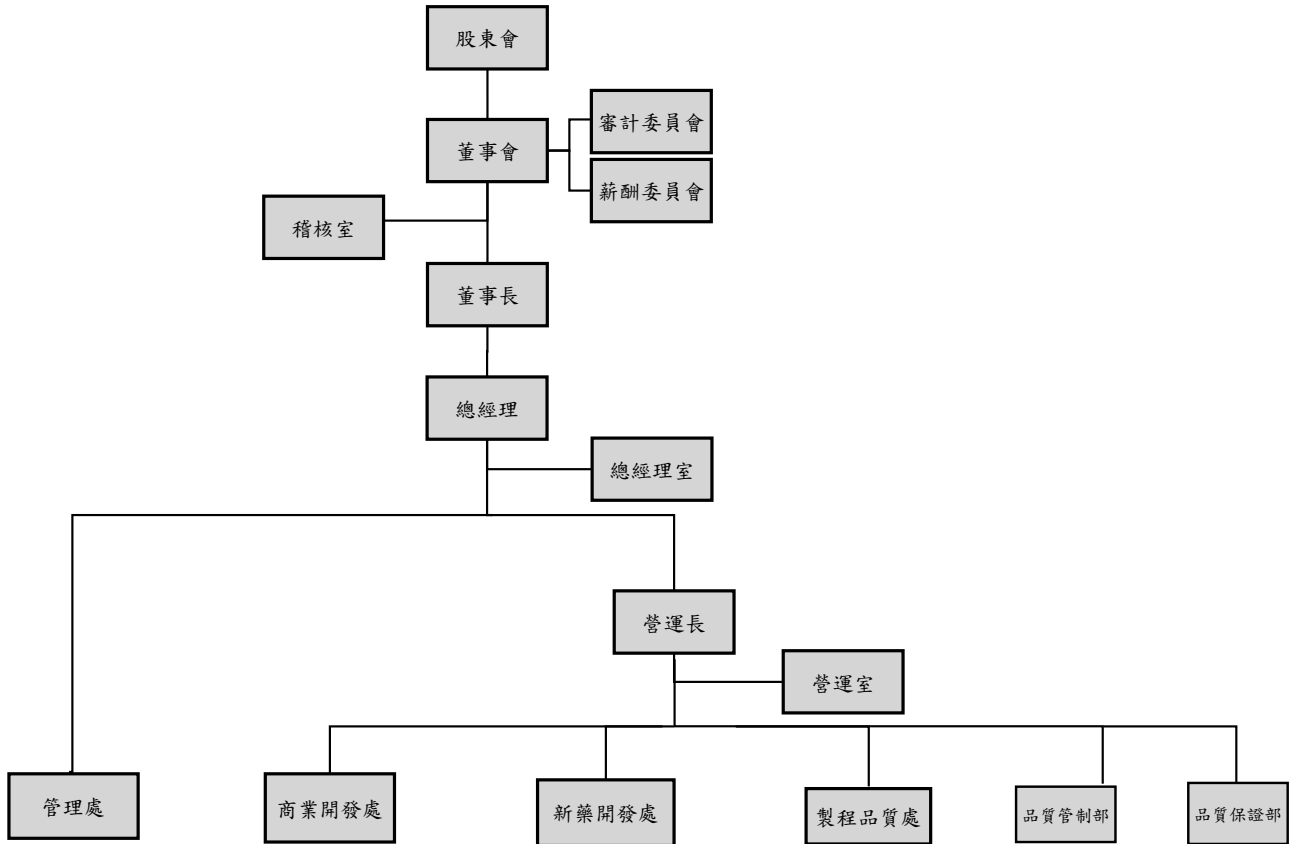 股東會
審計委員會
董事會
薪酬委員會
稽核室
董事長
總經理
總經理室
營運長
營運室
管理處
商業開發處
新藥開發處
製程品質處
品質管制部
品質保證部